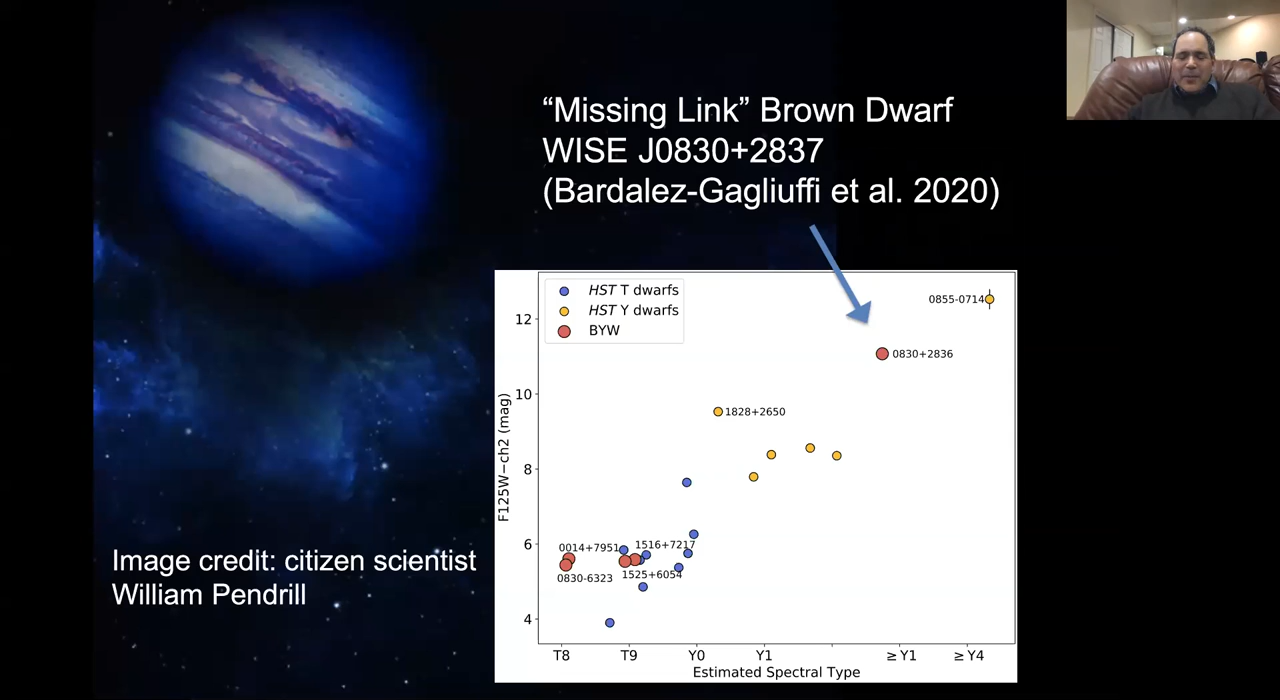 “Missing Link” Brown Dwarf
WISE J0830+2837
(Bardalez-Gagliuffi et al. 2020)
HST T dwarfs
HST Y dwarfs
BYW
0855-0714
0830+2836
1828+2650
0014+7951
1516+7217
0830-6323
1525+6054
12
10
8
6
4
F125W−ch2 (mag)
T8
T9
Y0
Y1
≥Y1
≥Y4
Estimated Spectral Type
Image credit: citizen scientist
William Pendrill